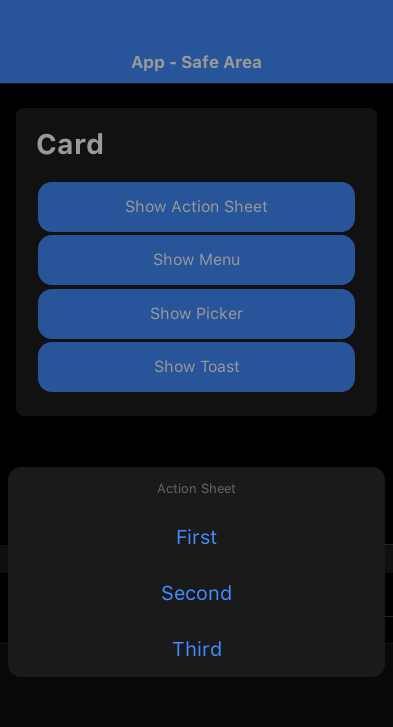 App - Safe Area
Card
Show Action Sheet
Show Menu
Show Picker
Show Toast
Action Sheet
First
Second
Third